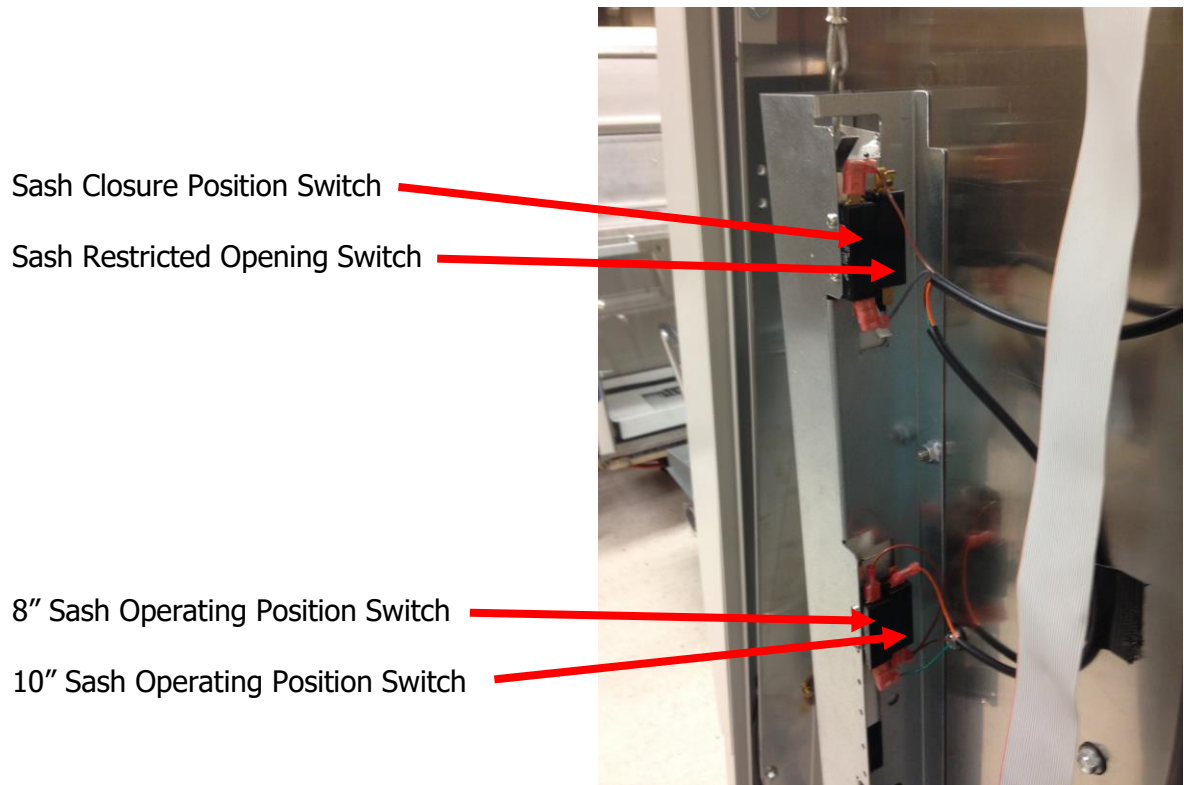 Sash Closure Position Switch
Sash Restricted Opening Switch
8” Sash Operating Position Switch
10” Sash Operating Position Switch